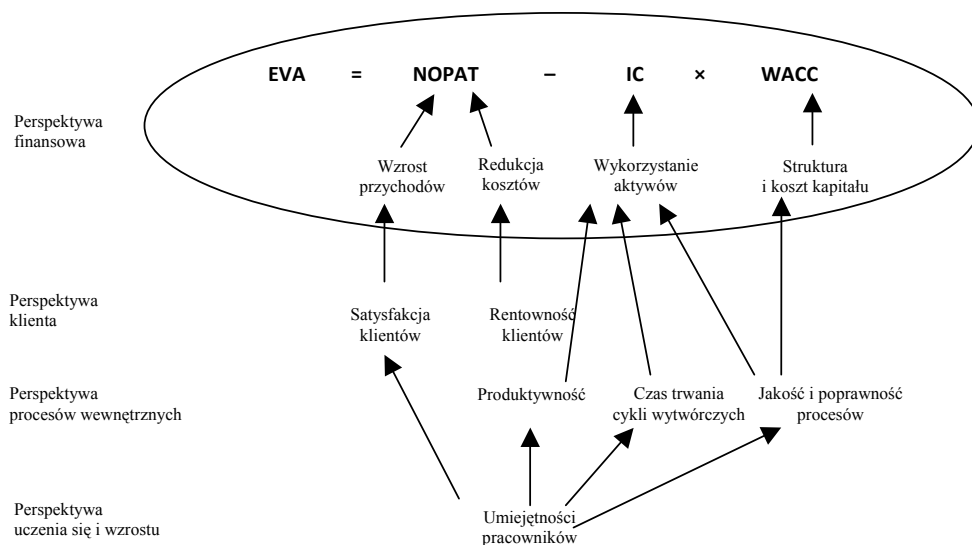 EVA = NOPAT – IC × WACC
Perspektywa
finansowa
Wzrost
przychodów
Redukcja
kosztów
Wykorzystanie
aktywów
Struktura
i koszt kapitału
Perspektywa
klienta
Satysfakcja
klientów
Rentowność
klientów
Perspektywa
procesów wewnętrznych
Produktywność
Czas trwania
cykli wytwórczych
Jakość i poprawność
procesów
Perspektywa
uczenia się i wzrostu
Umiejętności
pracowników